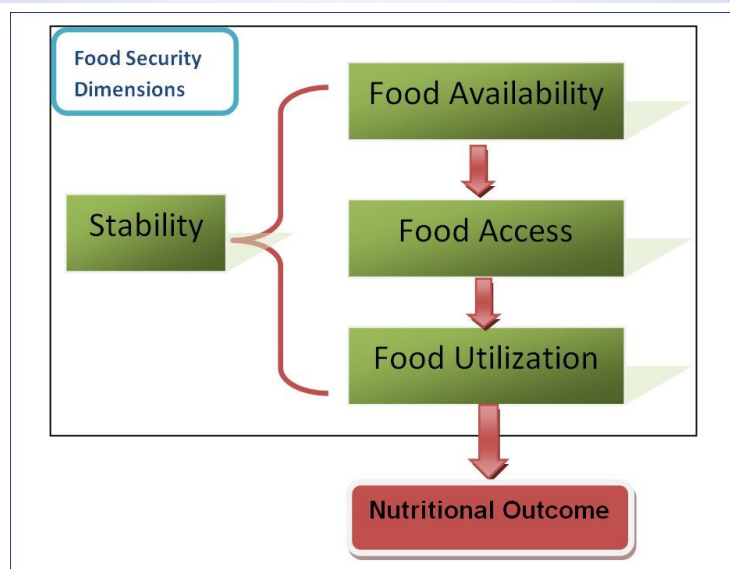 Food Security
Dimensions
Food Availability
Stability
Food Access
Food Utilization
Nutritional Outcome